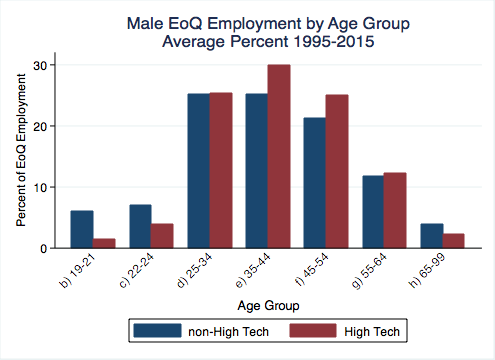 Male EoQ Employment by Age Group
Average Percent 1995-2015
Percent of EoQ Employment
30
20
10
0
b) 19-21
c) 22-24
d) 25-34
e) 35-44
f) 45-54
g) 55-64
h) 65-99
Age Group
non-High Tech
High Tech